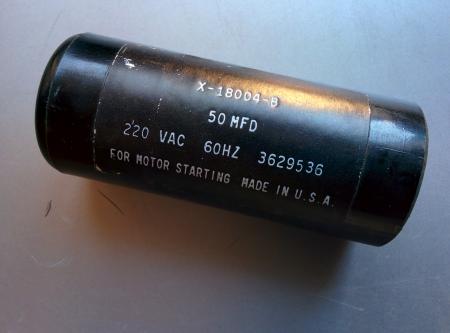 X-18004-B
50 MFD
220 VAC 60HZ 3629536
FOR MOTOR STARTING MADE IN U.S.A.